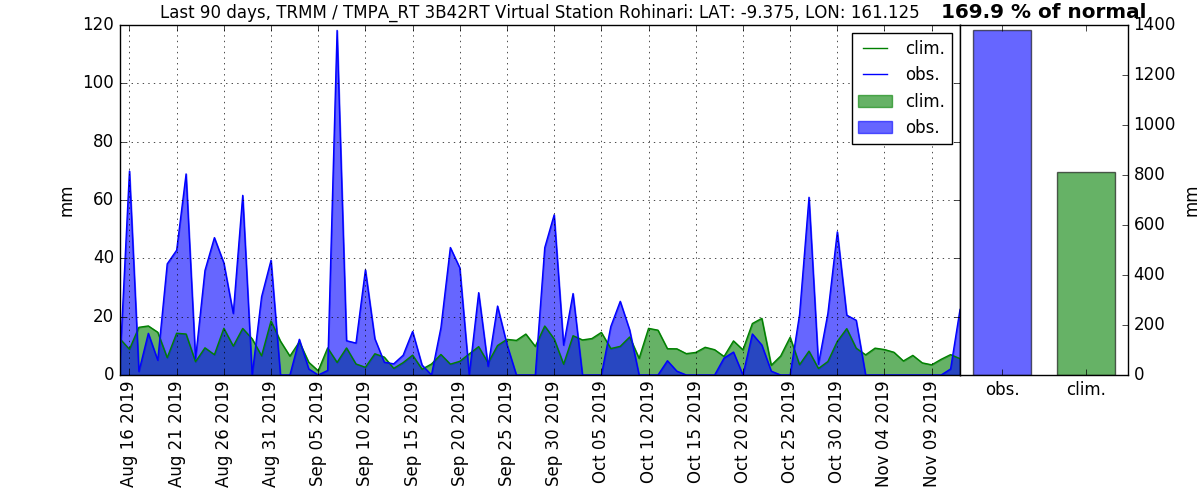 Last 90 days, TRMM / TMPA_RT 3B42RT Virtual Station Rohinari: LAT: -9.375, LON: 161.125
169.9 % of normal
120
100
80
60
40
20
0
mm
clim.
obs.
clim.
obs.
Aug 16 2019
Aug 21 2019
Aug 26 2019
Aug 31 2019
Sep 05 2019
Sep 10 2019
Sep 15 2019
Sep 20 2019
Sep 25 2019
Sep 30 2019
Oct 05 2019
Oct 10 2019
Oct 15 2019
Oct 20 2019
Oct 25 2019
Oct 30 2019
Nov 04 2019
Nov 09 2019
1400
1200
1000
800
600
400
200
0
mm
obs.
clim.